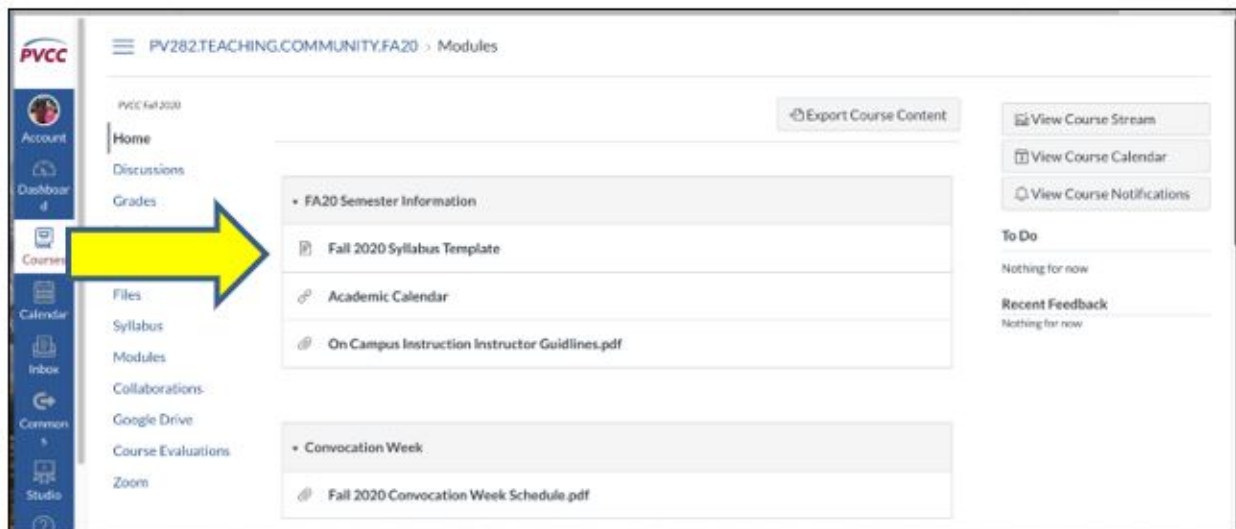 PVCC
PV282.TEACHING.COMMUNITY.FA20 › Modules
Account
Dashboar
d
Courses
Calendar
Inbox
Common
s
Studio
PVCC Fall 2020
Home
Discussions
Grades
Files
Syllabus
Modules
Collaborations
Google Drive
Course Evaluations
Zoom
Export Course Content
FA20 Semester Information
Fall 2020 Syllabus Template
Academic Calendar
On Campus Instruction Instructor Guidlines.pdf
Convocation Week
Fall 2020 Convocation Week Schedule.pdf
View Course Stream
View Course Calendar
View Course Notifications
To Do
Nothing for now
Recent Feedback
Nothing for now